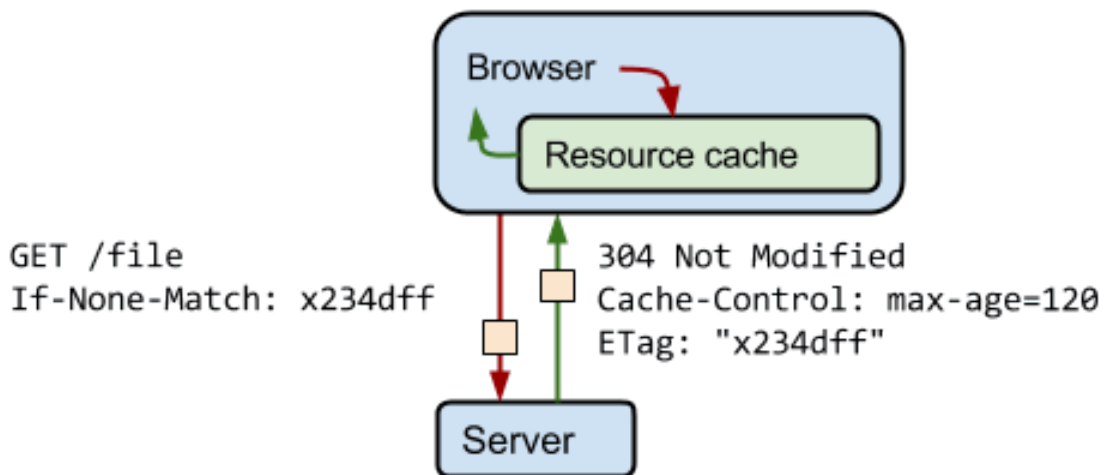 Browser
Resource cache
GET /file
If-None-Match: x234dff
304 Not Modified
Cache-Control: max-age=120
ETag: "x234dff"
Server